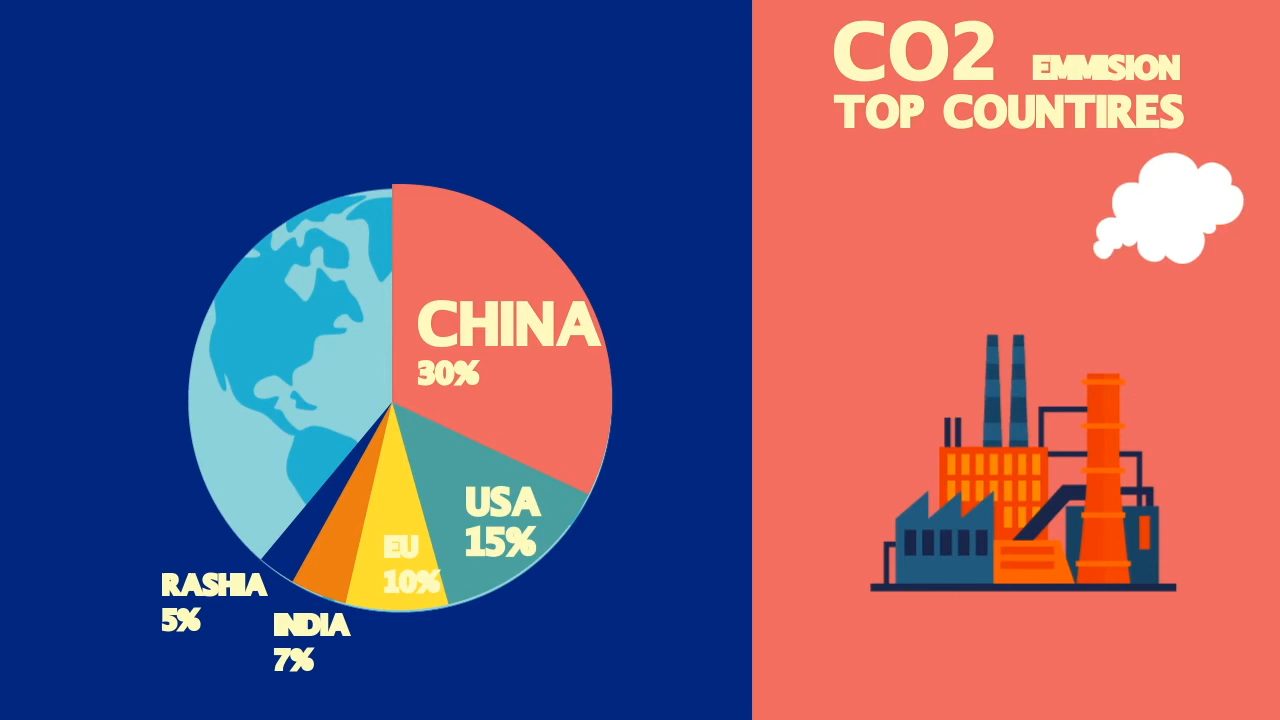 CO2 EMMISION
TOP COUNTIRES
CHINA
30%
USA
15%
EU
10%
RASHIA
5%
INDIA
7%